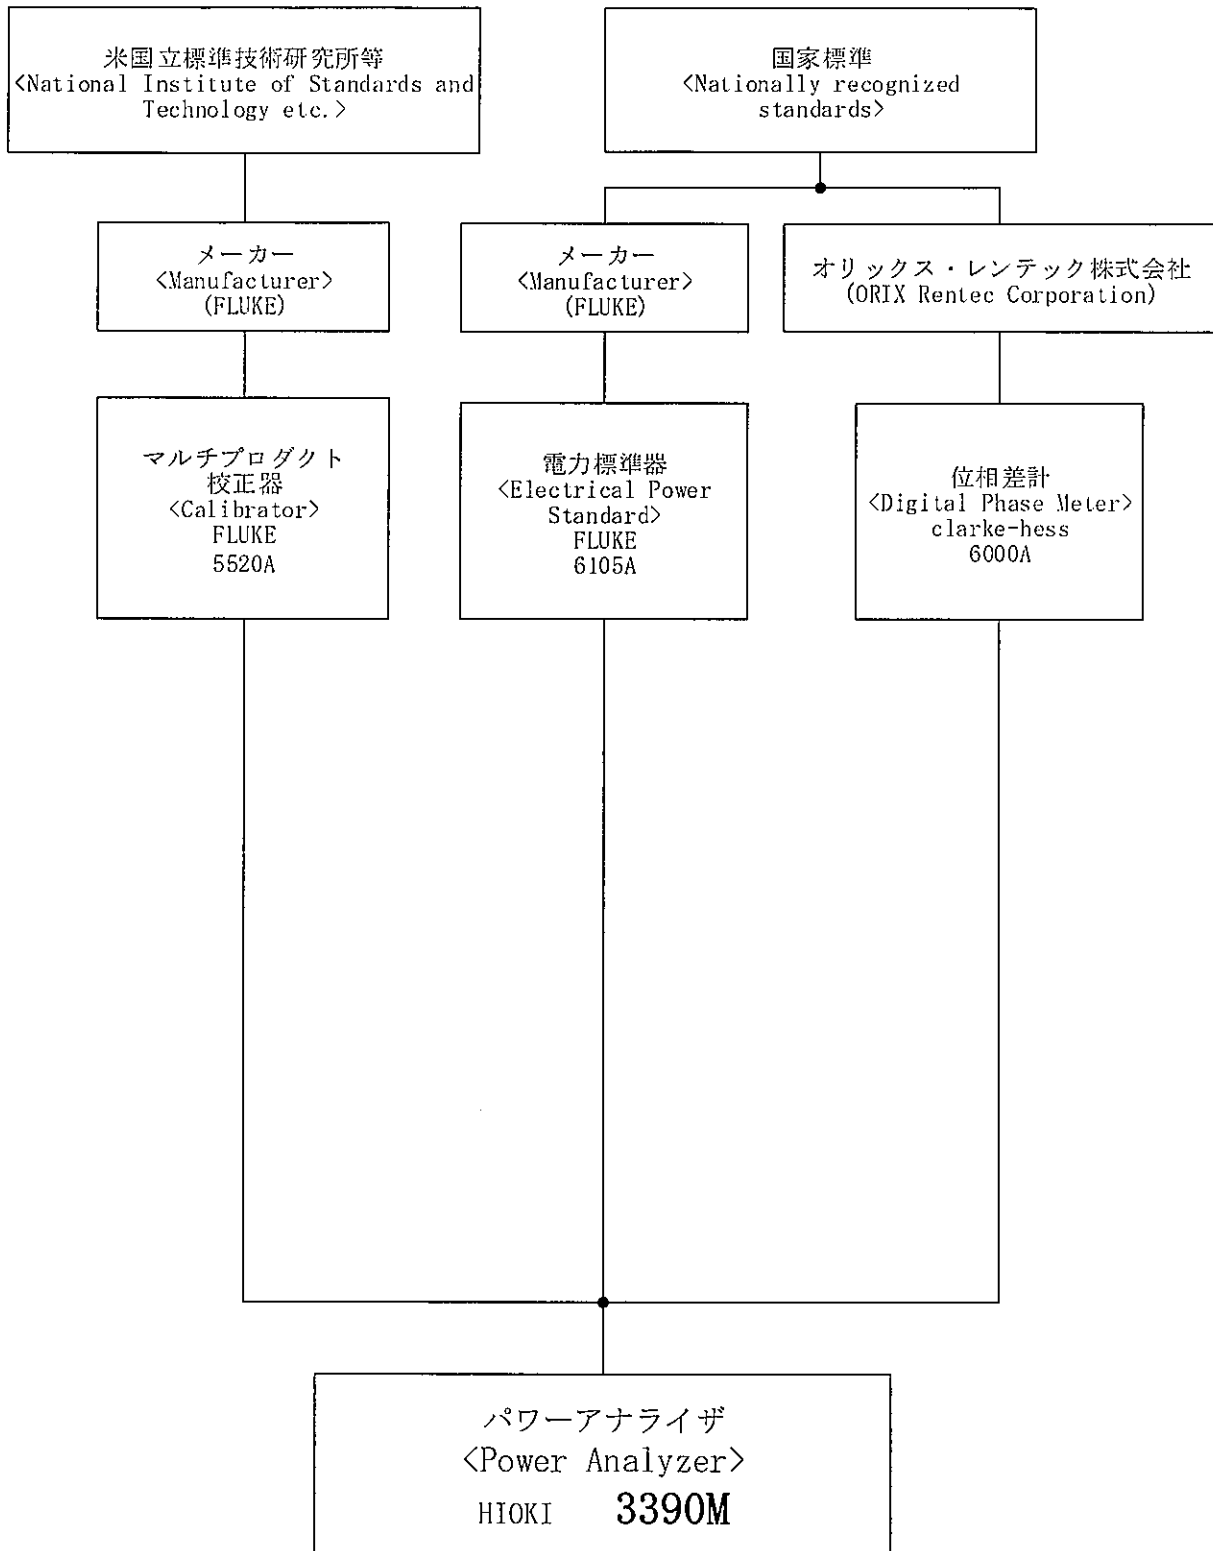 米国立標準技術研究所等
<National Institute of Standards and
Technology etc.>
国家標準
<Nationally recognized
standards>
メーカー
<Manufacturer>
(FLUKE)
メーカー
<Manufacturer>
(FLUKE)
オリックス・レンテック株式会社
(ORIX Rentec Corporation)
マルチプロダクト
校正器
<Calibrator>
FLUKE
5520A
電力標準器
<Electrical Power
Standard>
FLUKE
6105A
位相差計
<Digital Phase Meter>
clarke-hess
6000A
パワーアナライザ
<Power Analyzer>
HIOKI 3390M